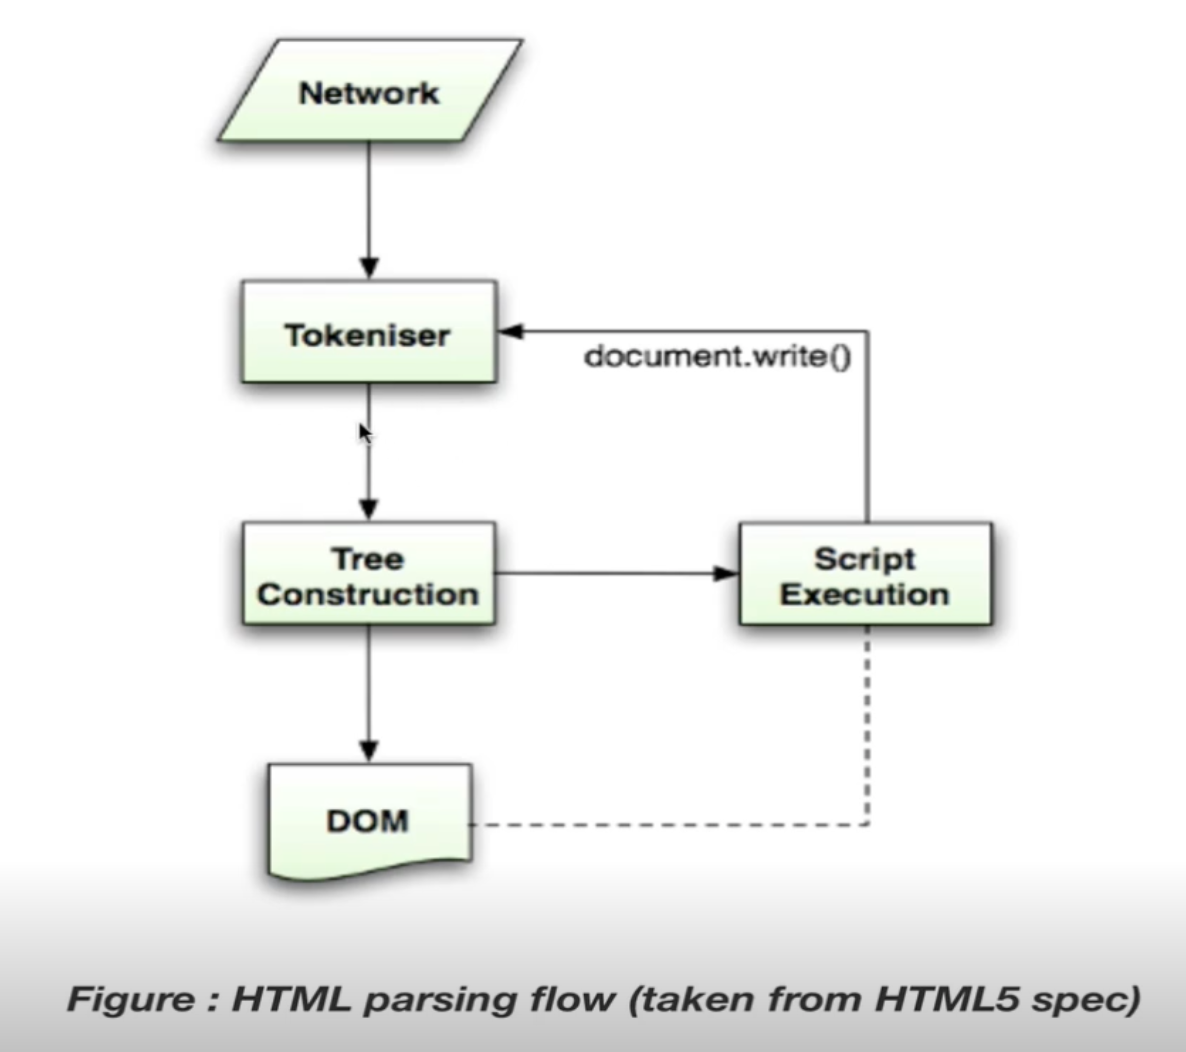 Network
Tokeniser
document.write()
Tree
Construction
Script
Execution
DOM
Figure : HTML parsing flow (taken from HTML5 spec)